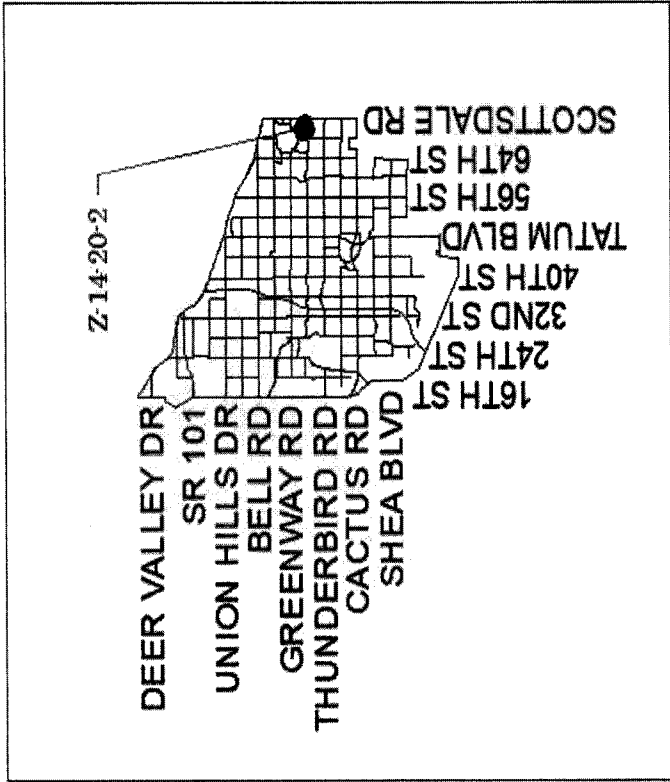 Z-14-20-2
DEER VALLEY DR
SR 101
UNION HILLS DR
BELL RD
GREENWAY RD
THUNDERBIRD RD
CACTUS RD
SHEA BLVD
16TH ST
24TH ST
32ND ST
40TH ST
TATUM BLVD
56TH ST
64TH ST
SCOTTSDALE RD